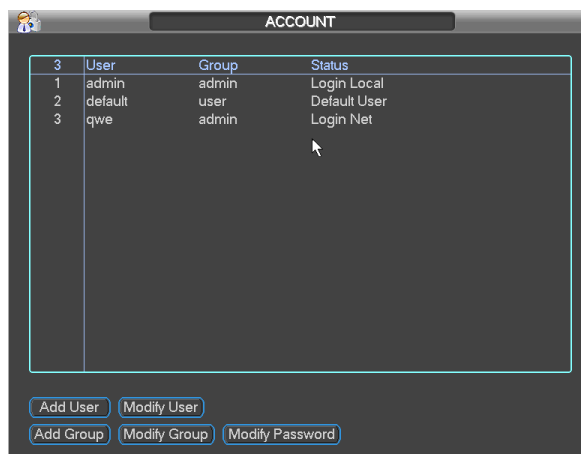 ACCOUNT
3 User Group Status
1 admin admin Login Local
2 default user Default User
3 qwe admin Login Net
Add User Modify User
Add Group Modify Group Modify Password